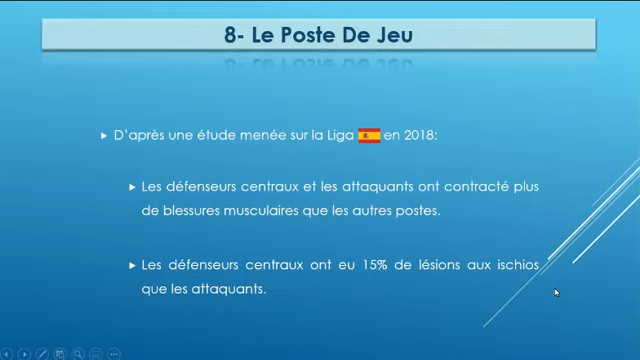 8- Le Poste De Jeu
D'après une étude menée sur la Liga en 2018:
Les défenseurs centraux et les attaquants ont contracté plus
de blessures musculaires que les autres postes.
Les défenseurs centraux ont eu 15% de lésions aux ischios
que les attaquants.